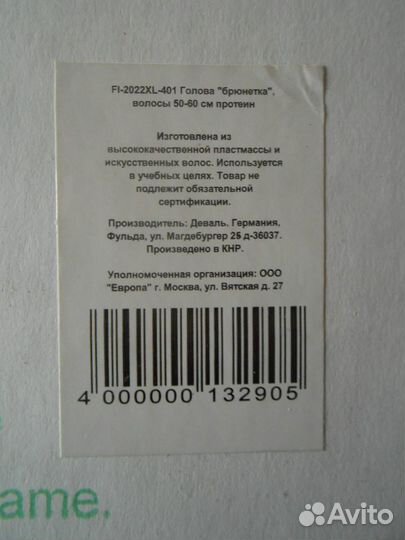 FI-2022XL-401 Голова "брюнетка",
волосы 50-60 см протеин
Изготовлена из
высококачественной пластмассы и
искусственных волос. Используется
в учебных целях. Товар не
подлежит обязательной
сертификации.
Производитель: Деваль. Германия.
Фульда, ул. Магдебургер 25 д-36037.
Произведено в КНР.
Уполномоченная организация: ООО
"Европа" г. Москва, ул. Вятская д. 27
4 000000 132905
ame.
Avito